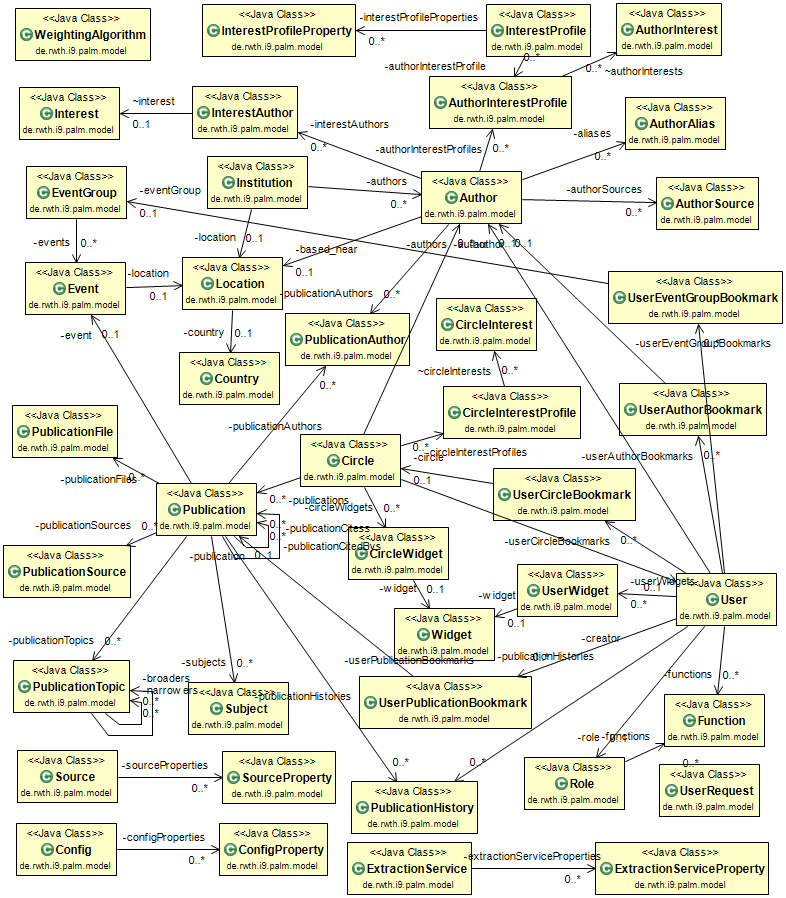 <<Java Class>>
WeightingAlgorithm
de.rwth.i9.palm.model
<<Java Class>>
InterestProfileProperty
de.rwth.i9.palm.model
-interestProfileProperties
0..*
<<Java Class>>
InterestProfile
de.rwth.i9.palm.model
<<Java Class>>
AuthorInterest
de.rwth.i9.palm.model
-authorInterestProfile
0..*
0..*
~authorInterests
<<Java Class>>
Interest
de.rwth.i9.palm.model
~interest
0..1
<<Java Class>>
InterestAuthor
de.rwth.i9.palm.model
-interestAuthors
0..*
<<Java Class>>
AuthorInterestProfile
de.rwth.i9.palm.model
-authorInterestProfiles
0..*
<<Java Class>>
AuthorAlias
de.rwth.i9.palm.model
-aliases
0..*
<<Java Class>>
EventGroup
de.rwth.i9.palm.model
-eventGroup
0..1
<<Java Class>>
Institution
de.rwth.i9.palm.model
-authors
0..*
<<Java Class>>
Author
de.rwth.i9.palm.model
-authorSources
0..*
<<Java Class>>
AuthorSource
de.rwth.i9.palm.model
-events
0..*
-location
0..1
-based_near
0..1
-authors
0..1
<<Java Class>>
Event
de.rwth.i9.palm.model
-location
0..1
<<Java Class>>
Location
de.rwth.i9.palm.model
-publicationAuthors
0..*
<<Java Class>>
UserEventGroupBookmark
de.rwth.i9.palm.model
-event
0..1
-country
0..1
<<Java Class>>
PublicationAuthor
de.rwth.i9.palm.model
0..*
<<Java Class>>
CircleInterest
de.rwth.i9.palm.model
-userEventGroupBookmarks
0..*
<<Java Class>>
Country
de.rwth.i9.palm.model
~circleInterests
0..*
<<Java Class>>
CircleInterestProfile
de.rwth.i9.palm.model
<<Java Class>>
UserAuthorBookmark
de.rwth.i9.palm.model
<<Java Class>>
PublicationFile
de.rwth.i9.palm.model
-publicationAuthors
<<Java Class>>
Circle
de.rwth.i9.palm.model
0..*
-circleInterestProfiles
-circle
0..1
-userAuthorBookmarks
0..*
-publicationFiles
0..*
<<Java Class>>
Publication
de.rwth.i9.palm.model
0..*
-publications
-circleWidgets
0..*
<<Java Class>>
UserCircleBookmark
de.rwth.i9.palm.model
-publicationSources
0..*
0..*
-publicationCitess
0..*
-publicationCitedBys
-publication
0..1
-userCircleBookmarks
0..*
<<Java Class>>
PublicationSource
de.rwth.i9.palm.model
<<Java Class>>
CircleWidget
de.rwth.i9.palm.model
-widget
0..1
<<Java Class>>
UserWidget
de.rwth.i9.palm.model
-widget
0..1
-userWidgets
0..*
<<Java Class>>
User
de.rwth.i9.palm.model
<<Java Class>>
Widget
de.rwth.i9.palm.model
-creator
-publicationTopics
0..*
-subjects
0..*
-userPublicationBookmarks
0..*
-publicationHistories
-functions
0..*
<<Java Class>>
PublicationTopic
de.rwth.i9.palm.model
-broaders
-narrowers
0..*
0..*
<<Java Class>>
Subject
de.rwth.i9.palm.model
-publicationHistories
<<Java Class>>
UserPublicationBookmark
de.rwth.i9.palm.model
<<Java Class>>
Function
de.rwth.i9.palm.model
-role
0..1
-functions
0..*
<<Java Class>>
Source
de.rwth.i9.palm.model
-sourceProperties
0..*
<<Java Class>>
SourceProperty
de.rwth.i9.palm.model
0..*
0..*
<<Java Class>>
PublicationHistory
de.rwth.i9.palm.model
<<Java Class>>
Role
de.rwth.i9.palm.model
<<Java Class>>
UserRequest
de.rwth.i9.palm.model
<<Java Class>>
Config
de.rwth.i9.palm.model
-configProperties
0..*
<<Java Class>>
ConfigProperty
de.rwth.i9.palm.model
<<Java Class>>
ExtractionService
de.rwth.i9.palm.model
-extractionServiceProperties
0..*
<<Java Class>>
ExtractionServiceProperty
de.rwth.i9.palm.model